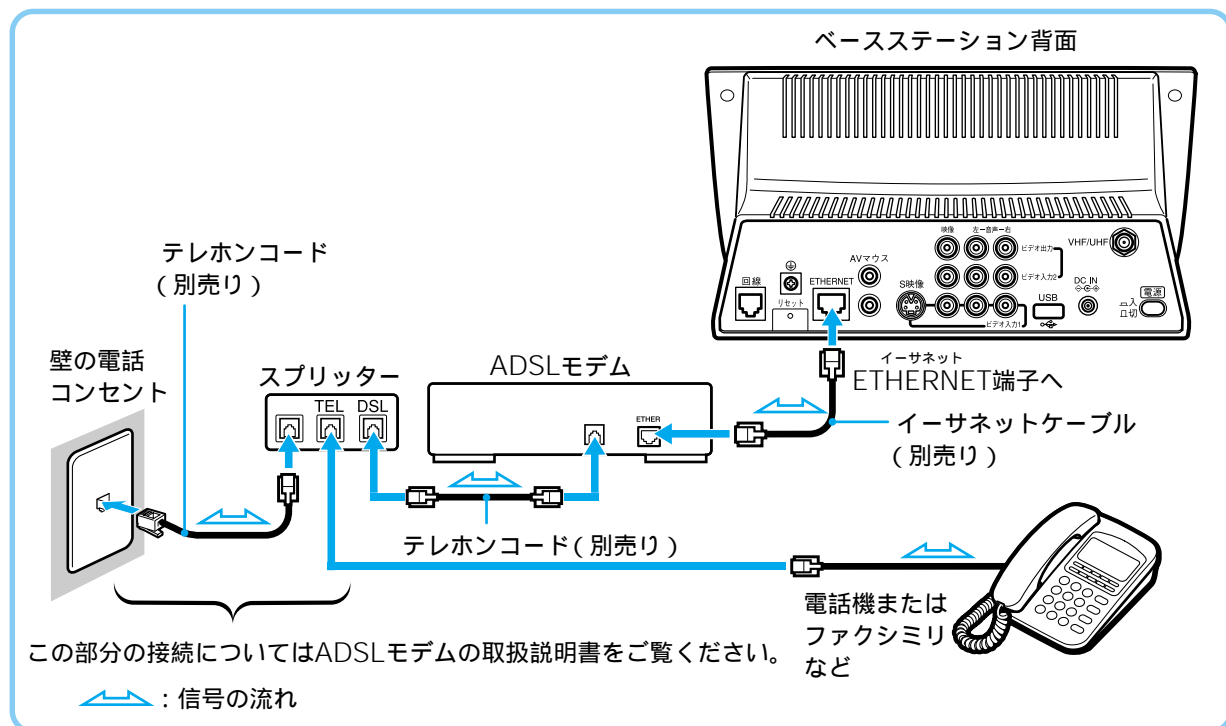 ベースステーション背面
映像
左ー音声ー右
ビデオ出力
VHF/UHF
AVマウス
ビデオ入力2
回線
リセット
ETHERNET
S映像
USB
DC IN
電源
入
切
ビデオ入力1
テレホンコード
(別売り)
壁の電話
コンセント
スプリッター
TEL DSL
ADSLモデム
ETHER
イーサネット
ETHERNET端子へ
イーサネットケーブル
(別売り)
テレホンコード(別売り)
電話機または
ファクシミリ
など
この部分の接続についてはADSLモデムの取扱説明書をご覧ください。
:信号の流れ